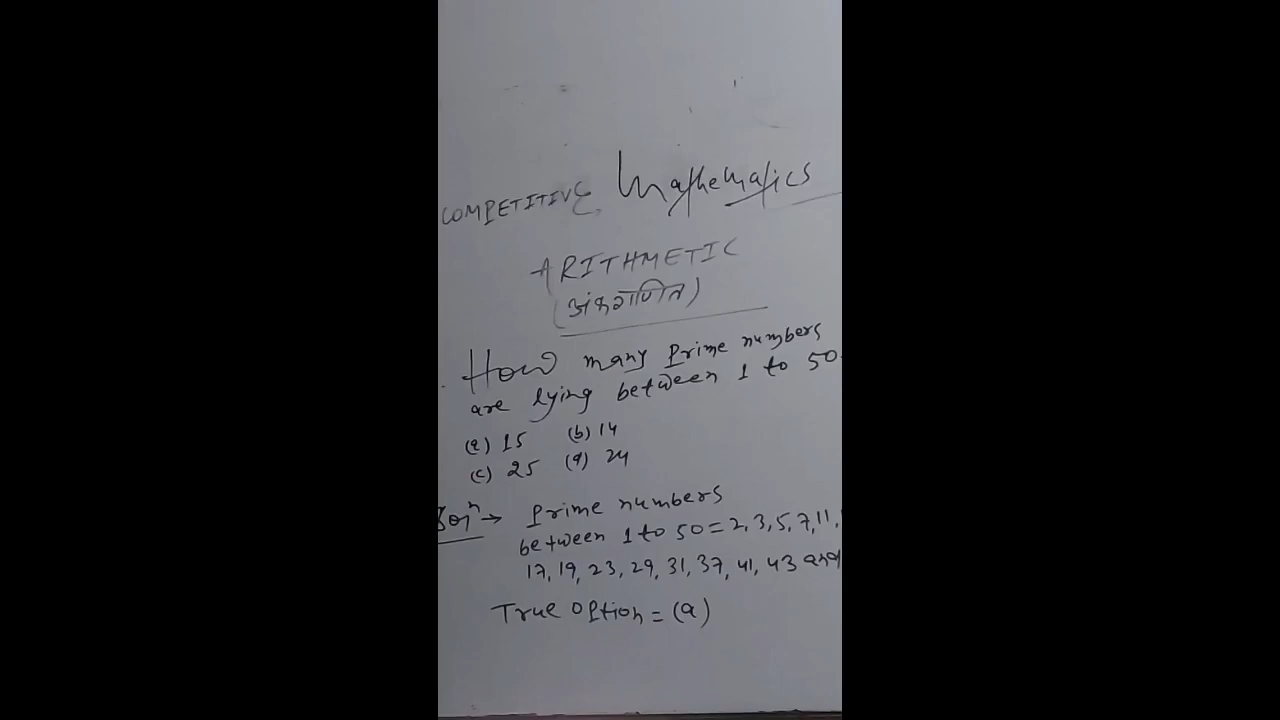 COMPETITIVE Mathematics
ARITHMETIC
(अंकगणित)
How many prime numbers
are lying between 1 to 50.
(a) 15 (b) 14
(c) 25 (d) 24
Solⁿ → prime numbers
between 1 to 50 = 2, 3, 5, 7, 11,
17, 19, 23, 29, 31, 37, 41, 43 and
True option = (a)